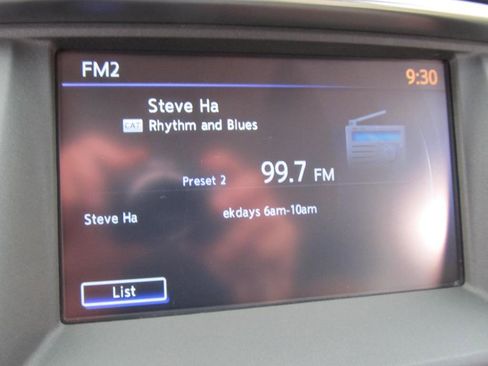 FM2
9:30
Steve Ha
CAT Rhythm and Blues
Preset 2 99.7 FM
Steve Ha ekdays 6am-10am
List